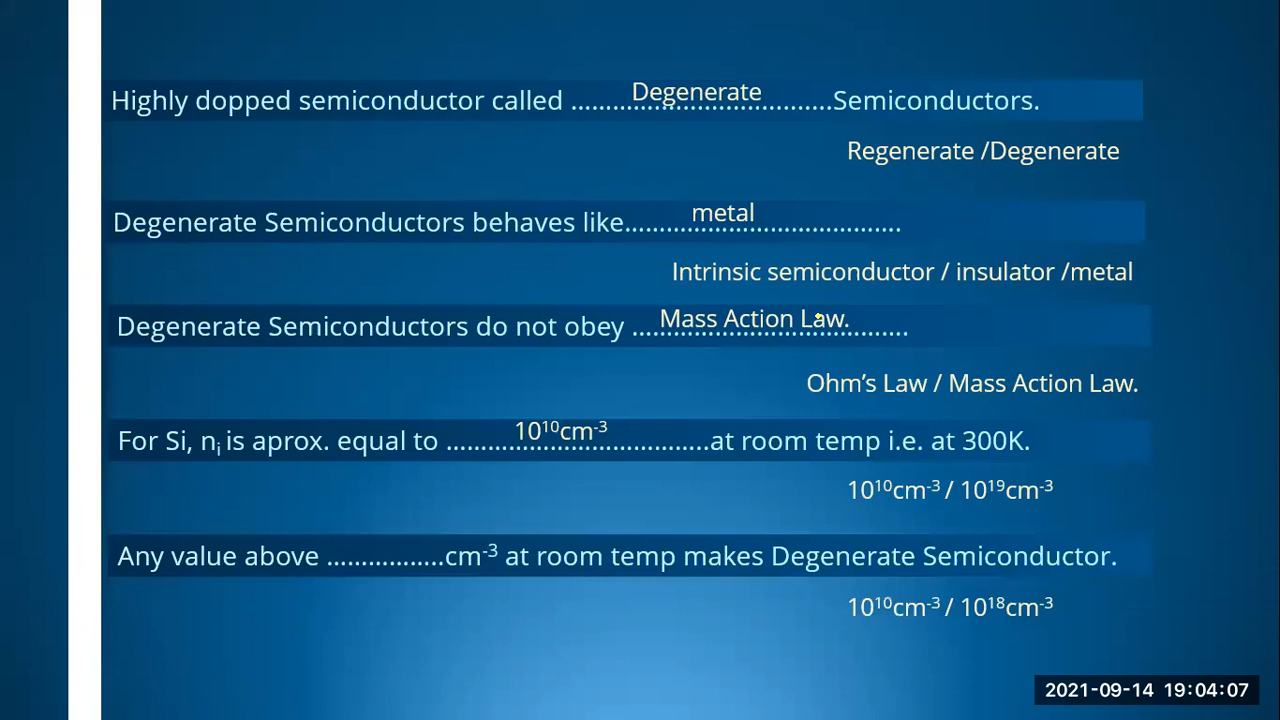 Highly dopped semiconductor called ...........Degenerate...........Semiconductors.
Regenerate /Degenerate
Degenerate Semiconductors behaves like..........metal..........
Intrinsic semiconductor / insulator /metal
Degenerate Semiconductors do not obey ....Mass Action Law.........
Ohm's Law / Mass Action Law.
For Si, nᵢ is aprox. equal to ..........10¹⁰cm⁻³...............at room temp i.e. at 300K.
10¹⁰cm⁻³ / 10¹⁹cm⁻³
Any value above .................cm⁻³ at room temp makes Degenerate Semiconductor.
10¹⁰cm⁻³ / 10¹⁸cm⁻³
2021-09-14 19:04:07